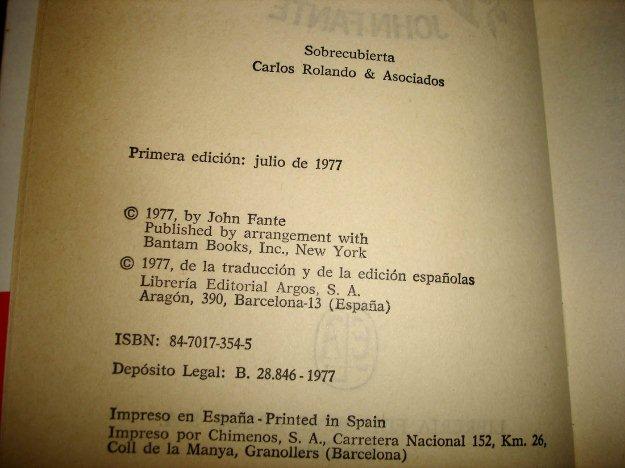 JOHN FANTE
Sobrecubierta
Carlos Rolando & Asociados
Primera edición: julio de 1977
© 1977, by John Fante
Published by arrangement with
Bantam Books, Inc., New York
© 1977, de la traducción y de la edición españolas
Librería Editorial Argos, S. A.
Aragón, 390, Barcelona-13 (España)
ISBN: 84-7017-354-5
Depósito Legal: B. 28.846 - 1977
Impreso en España - Printed in Spain
Impreso por Chimenos, S. A., Carretera Nacional 152, Km. 26,
Coll de la Manya, Granollers (Barcelona)